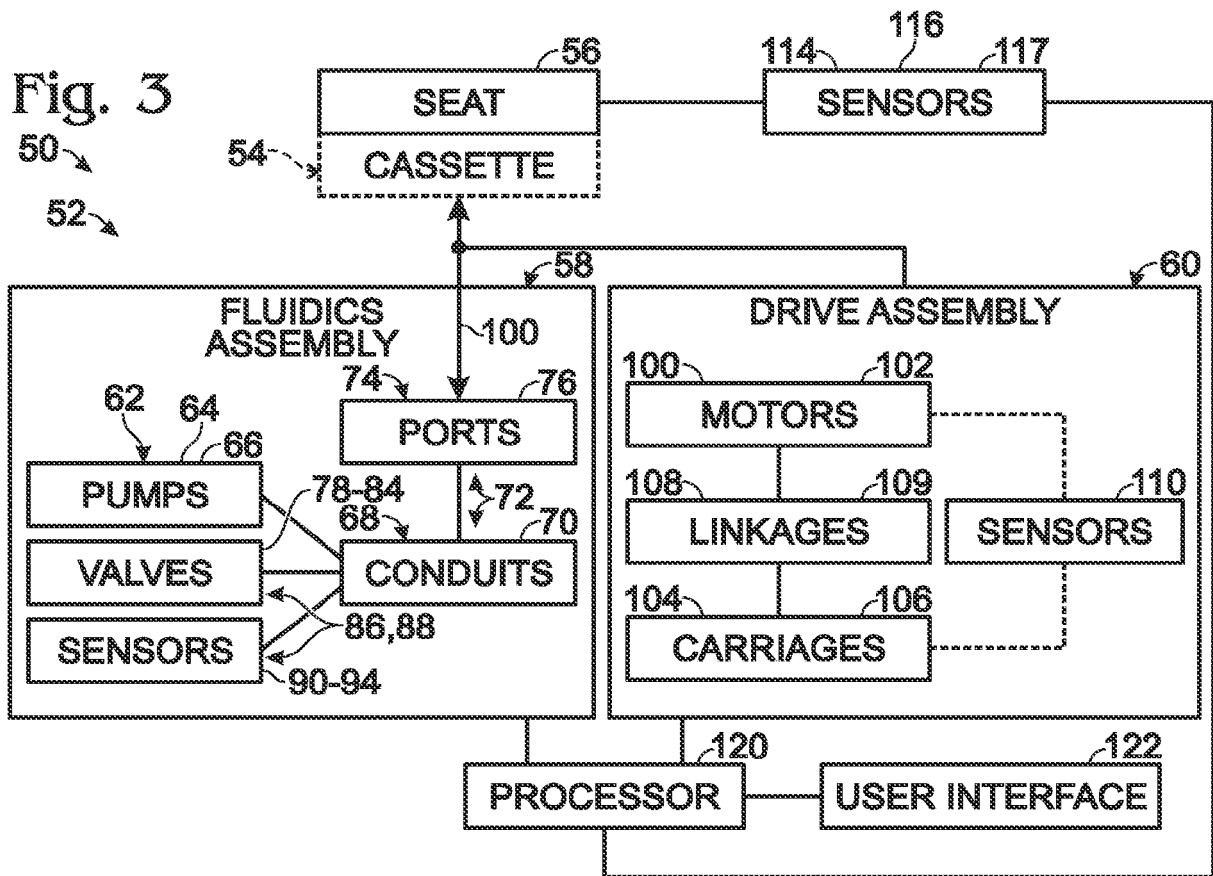 Fig. 3
50
52
56
SEAT
54
CASSETTE
114 116 117
SENSORS
58
FLUIDICS
ASSEMBLY
100
74 76
PORTS
62 64 66
PUMPS
72
78-84
VALVES
68 70
CONDUITS
86,88
SENSORS
90-94
60
DRIVE ASSEMBLY
100 102
MOTORS
108 109
LINKAGES
110
SENSORS
104 106
CARRIAGES
120
PROCESSOR
122
USER INTERFACE